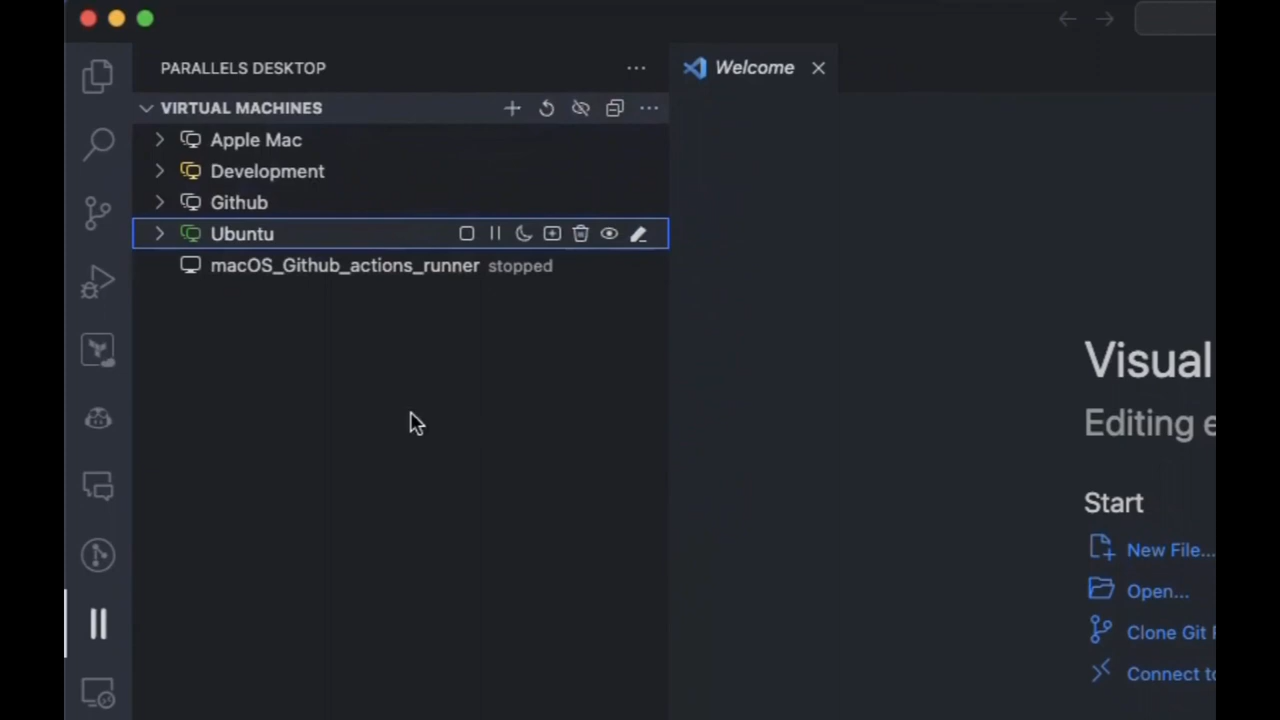 PARALLELS DESKTOP
Welcome
VIRTUAL MACHINES
Apple Mac
Development
Github
Ubuntu
macOS_Github_actions_runner stopped
Visual
Editing
Start
New File...
Open...
Clone Git
Connect